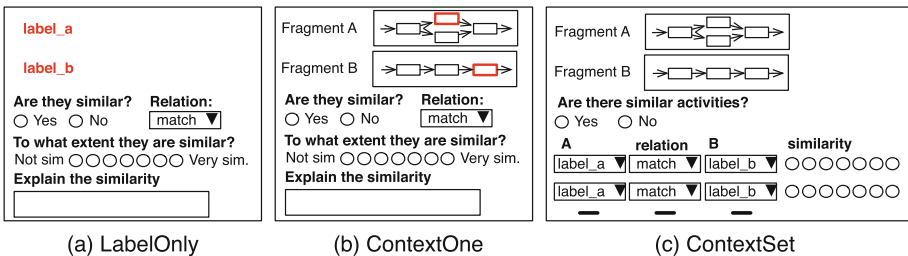 label_a
label_b
Are they similar? Relation:
Yes No match
To what extent they are similar?
Not sim Very sim.
Explain the similarity
(a) LabelOnly
Fragment A
Fragment B
Are they similar? Relation:
Yes No match
To what extent they are similar?
Not sim Very sim.
Explain the similarity
(b) ContextOne
Fragment A
Fragment B
Are there similar activities?
Yes No
A relation B similarity
label_a match label_b
label_a match label_b
(c) ContextSet